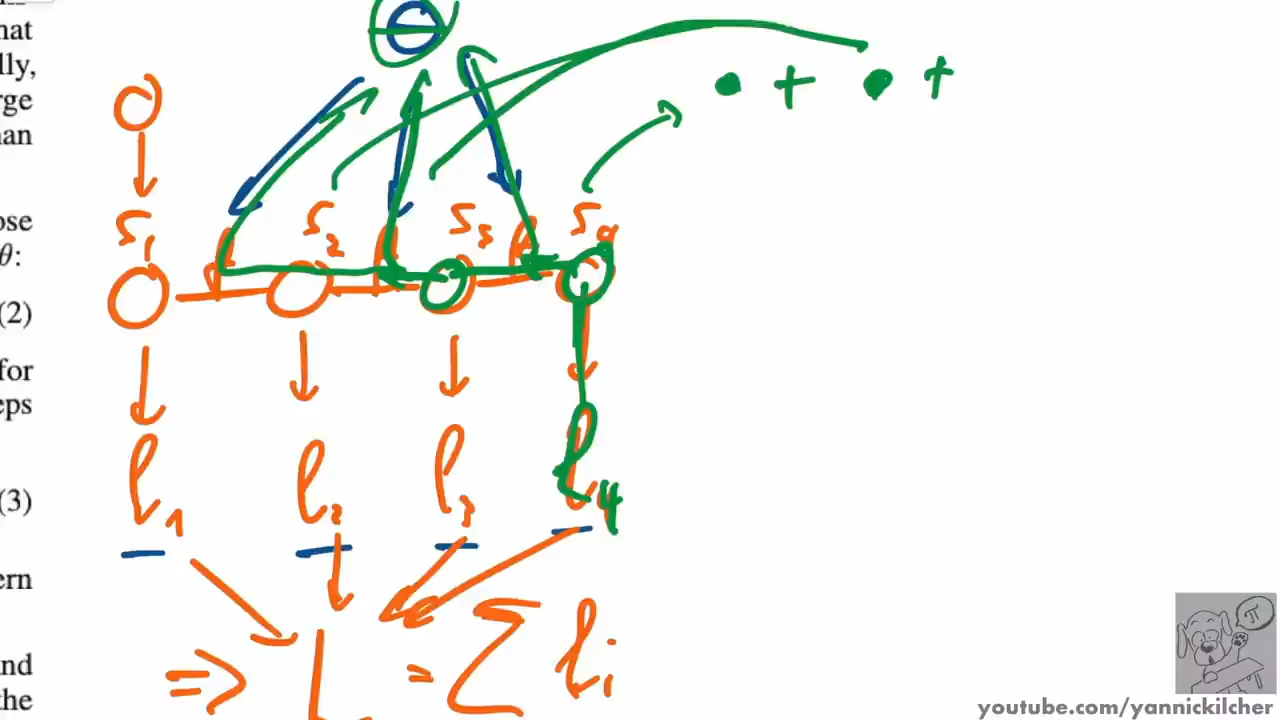 hat
lly,
rge
han
ose
θ:
(2)
for
eps
(3)
ern
nd
the
θ
• + • +
s1 s2 s3 s4
l1 l2 l3 l4
=> L = Σ li
π
youtube.com/yannickilcher